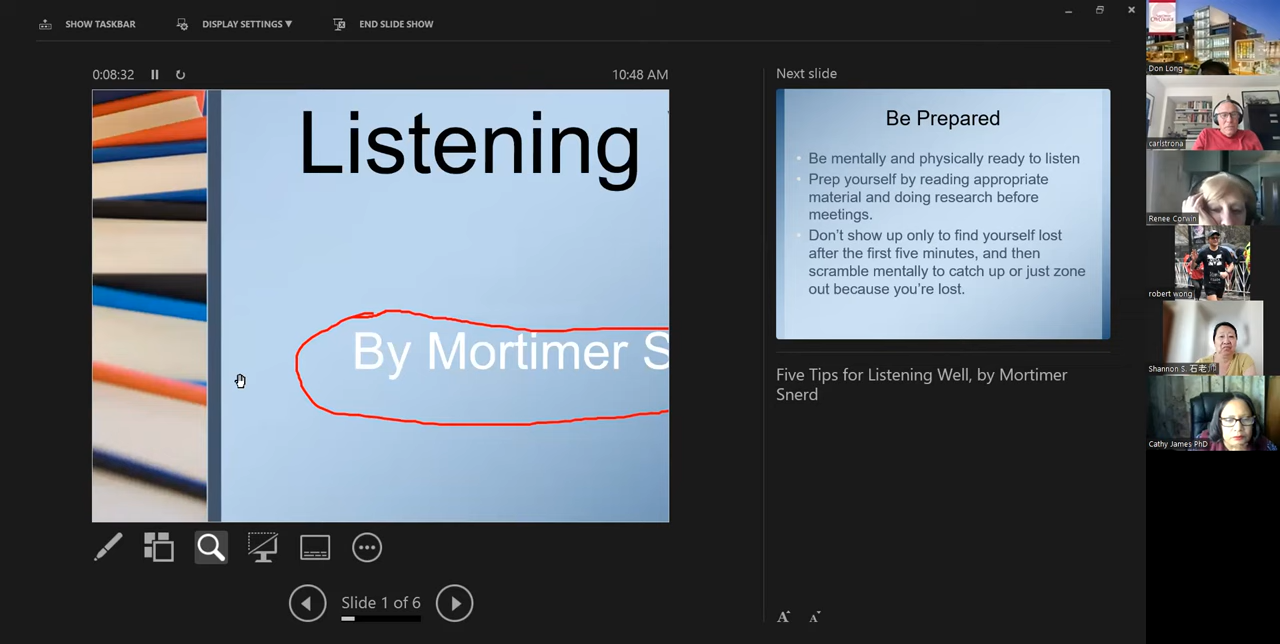 SHOW TASKBAR
DISPLAY SETTINGS ▼
END SLIDE SHOW
0:08:32
10:48 AM
Listening
By Mortimer S
Slide 1 of 6
Next slide
Be Prepared
• Be mentally and physically ready to listen
• Prep yourself by reading appropriate
material and doing research before
meetings.
• Don’t show up only to find yourself lost
after the first five minutes, and then
scramble mentally to catch up or just zone
out because you’re lost.
Five Tips for Listening Well, by Mortimer
Snerd
A
A
Don Long
carlstrona
Renee Corwin
robert wong
Shannon S. 石老师
Cathy James PhD